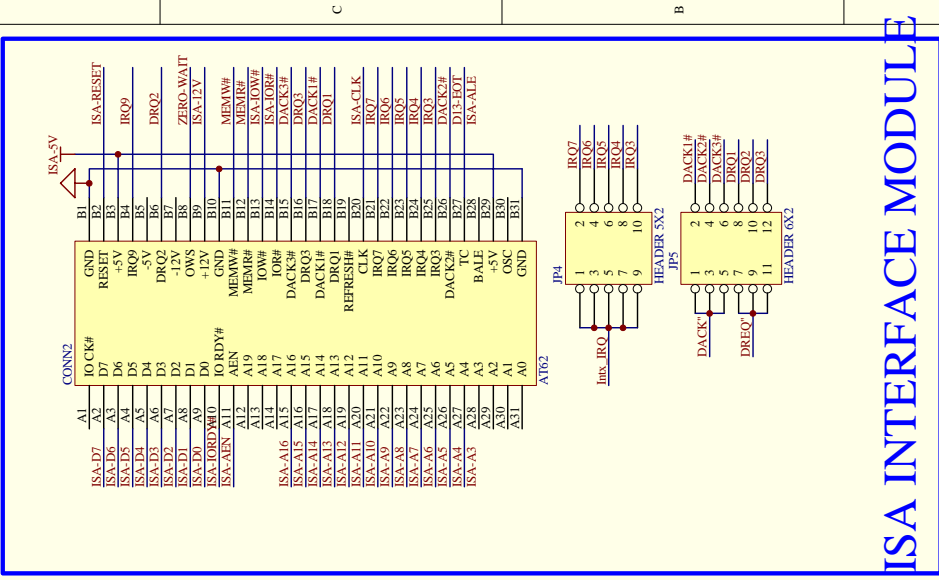 C
B
ISA INTERFACE MODULE
ISA-5V
ISA-RESET
IRQ9
DRQ2
ZERO-WAIT
ISA-12V
MEMW#
MEMR#
ISA-IOW#
ISA-IOR#
DACK3#
DRQ3
DACK1#
DRQ1
ISA-CLK
IRQ7
IRQ6
IRQ5
IRQ4
IRQ3
DACK2#
D13-EOT
ISA-ALE
B1
B2
B3
B4
B5
B6
B7
B8
B9
B10
B11
B12
B13
B14
B15
B16
B17
B18
B19
B20
B21
B22
B23
B24
B25
B26
B27
B28
B29
B30
B31
GND
RESET
+5V
IRQ9
-5V
DRQ2
-12V
OWS
+12V
GND
MEMW#
MEMR#
IOW#
IOR#
DACK3#
DRQ3
DACK1#
DRQ1
REFRESH#
CLK
IRQ7
IRQ6
IRQ5
IRQ4
IRQ3
DACK2#
TC
BALE
+5V
OSC
GND
CONN2
IO CK#
D7
D6
D5
D4
D3
D2
D1
D0
IO RDY#
AEN
A19
A18
A17
A16
A15
A14
A13
A12
A11
A10
A9
A8
A7
A6
A5
A4
A3
A2
A1
A0
AT62
A1
A2
A3
A4
A5
A6
A7
A8
A9
A10
A11
A12
A13
A14
A15
A16
A17
A18
A19
A20
A21
A22
A23
A24
A25
A26
A27
A28
A29
A30
A31
ISA-D7
ISA-D6
ISA-D5
ISA-D4
ISA-D3
ISA-D2
ISA-D1
ISA-D0
ISA-IORDY#
ISA-AEN
ISA-A16
ISA-A15
ISA-A14
ISA-A13
ISA-A12
ISA-A11
ISA-A10
ISA-A9
ISA-A8
ISA-A7
ISA-A6
ISA-A5
ISA-A4
ISA-A3
IRQ7
IRQ6
IRQ5
IRQ4
IRQ3
JP4
2
4
6
8
10
1
3
5
7
9
HEADER 5X2
Intx_IRQ
DACK1#
DACK2#
DACK3#
DRQ1
DRQ2
DRQ3
JP5
2
4
6
8
10
12
1
3
5
7
9
11
HEADER 6X2
DACK"
DREQ"